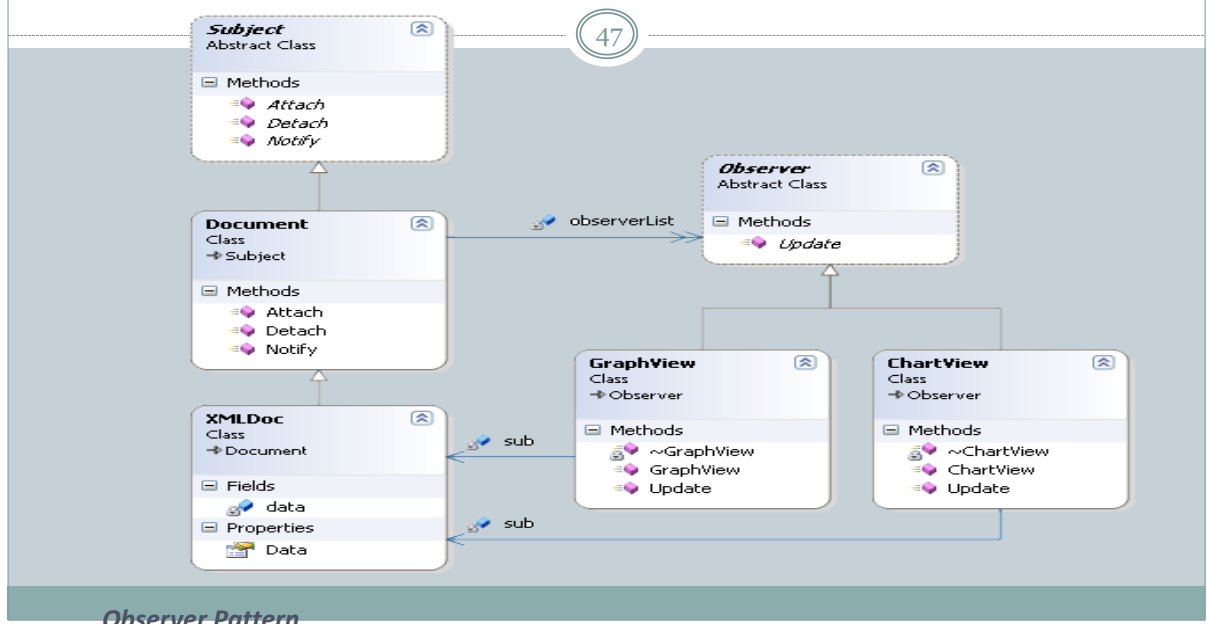 47
Subject
Abstract Class
Methods
Attach
Detach
Notify
Document
Class
Subject
Methods
Attach
Detach
Notify
XMLDoc
Class
Document
Fields
data
Properties
Data
observerList
Observer
Abstract Class
Methods
Update
GraphView
Class
Observer
Methods
~GraphView
GraphView
Update
ChartView
Class
Observer
Methods
~ChartView
ChartView
Update
sub
sub
Observer Pattern